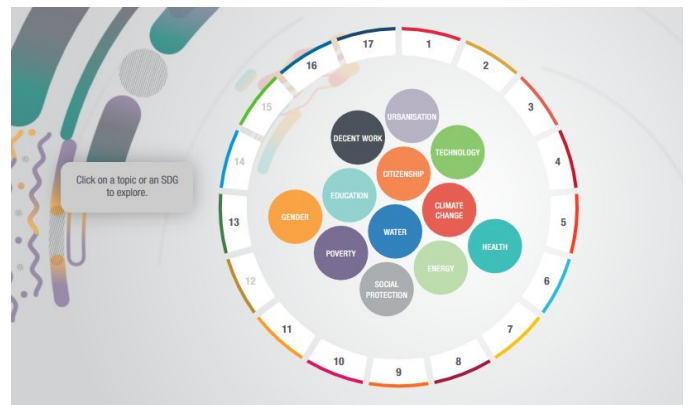 17
1
16
2
15
3
14
4
13
5
12
6
11
7
10
8
9
Click on a topic or an SDG
to explore.
URBANISATION
DECENT WORK
TECHNOLOGY
CITIZENSHIP
EDUCATION
CLIMATE
CHANGE
GENDER
WATER
HEALTH
POVERTY
ENERGY
SOCIAL
PROTECTION